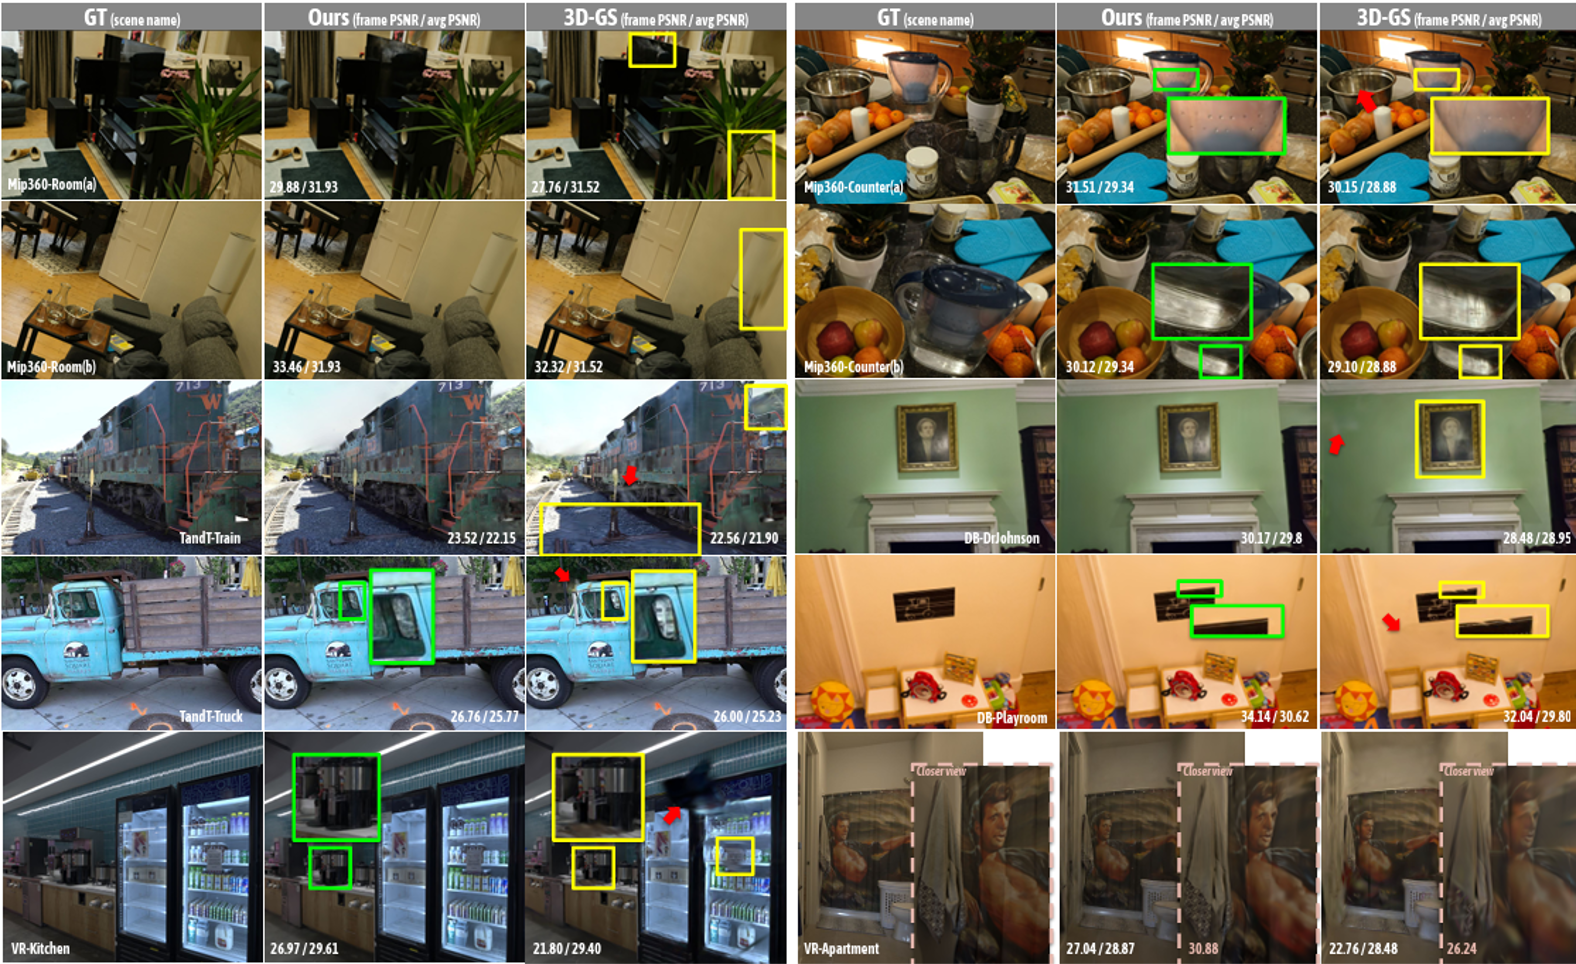 GT (scene name)
Ours (frame PSNR / avg PSNR)
3D-GS (frame PSNR / avg PSNR)
GT (scene name)
Ours (frame PSNR / avg PSNR)
3D-GS (frame PSNR / avg PSNR)
Mip360-Room(a)
29.88 / 31.93
27.76 / 31.52
Mip360-Counter(a)
31.51 / 29.34
30.15 / 28.88
Mip360-Room(b)
33.46 / 31.93
32.32 / 31.52
Mip360-Counter(b)
30.12 / 29.34
29.10 / 28.88
713
W
713
W
713
W
TandT-Train
23.52 / 22.15
22.56 / 21.90
DB-DrJohnson
30.17 / 29.8
28.48 / 28.95
TandT-Truck
26.76 / 25.77
26.00 / 25.23
DB-Playroom
34.14 / 30.62
32.04 / 29.80
Closer view
Closer view
Closer view
VR-Kitchen
26.97 / 29.61
21.80 / 29.40
VR-Apartment
27.04 / 28.87
30.88
22.76 / 28.48
26.24